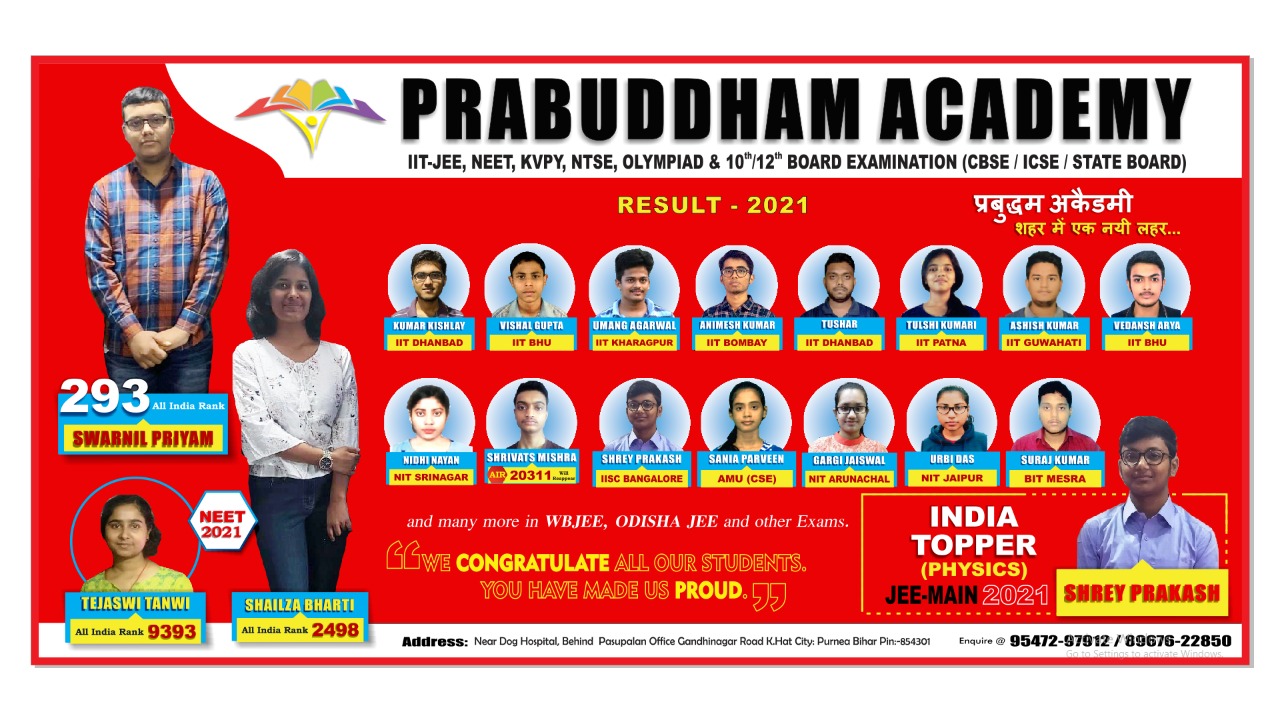 PRABUDDHAM ACADEMY
IIT-JEE, NEET, KVPY, NTSE, OLYMPIAD & 10th/12th BOARD EXAMINATION (CBSE / ICSE / STATE BOARD)
RESULT - 2021
प्रबुद्धम अकैडमी
शहर में एक नयी लहर...
KUMAR KISHLAY
IIT DHANBAD
VISHAL GUPTA
IIT BHU
UMANG AGARWAL
IIT KHARAGPUR
ANIMESH KUMAR
IIT BOMBAY
TUSHAR
IIT DHANBAD
TULSHI KUMARI
IIT PATNA
ASHISH KUMAR
IIT GUWAHATI
VEDANSH ARYA
IIT BHU
293 All India Rank
SWARNIL PRIYAM
NIDHI NAYAN
NIT SRINAGAR
SHRIVATS MISHRA
AIR 20311 Will Reappear
SHREY PRAKASH
IISC BANGALORE
SANIA PARVEEN
AMU (CSE)
GARGI JAISWAL
NIT ARUNACHAL
URBI DAS
NIT JAIPUR
SURAJ KUMAR
BIT MESRA
NEET
2021
TEJASWI TANWI
All India Rank 9393
SHAILZA BHARTI
All India Rank 2498
and many more in WBJEE, ODISHA JEE and other Exams.
“WE CONGRATULATE ALL OUR STUDENTS.
YOU HAVE MADE US PROUD.”
INDIA
TOPPER
(PHYSICS)
JEE-MAIN 2021
SHREY PRAKASH
Address: Near Dog Hospital, Behind Pasupalan Office Gandhinagar Road K.Hat City: Purnea Bihar Pin:-854301
Enquire @ 95472-97912 / 89676-22850
Go to Settings to activate Windows.